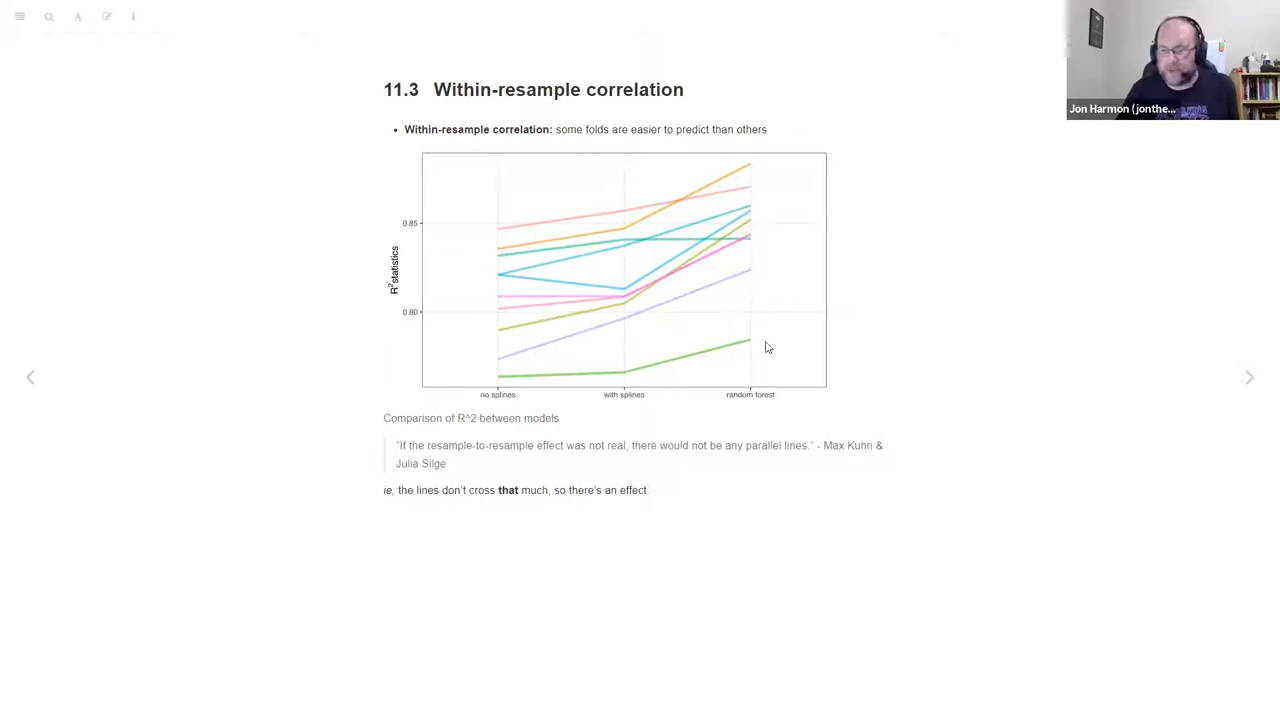 11.3 Within-resample correlation
• Within-resample correlation: some folds are easier to predict than others
0.85
0.80
R²statistics
no splines
with splines
random forest
Comparison of R^2 between models
"If the resample-to-resample effect was not real, there would not be any parallel lines." - Max Kuhn &
Julia Silge
ie, the lines don't cross that much, so there's an effect.
Jon Harmon (jonthe...